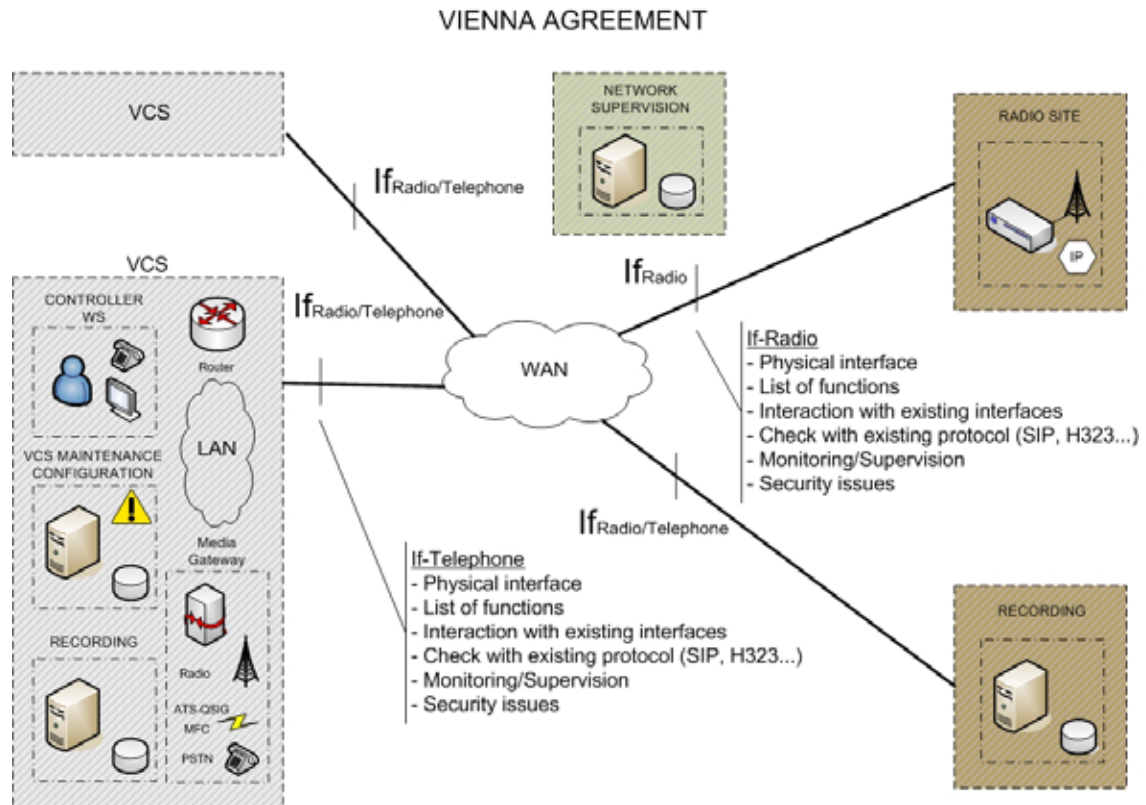 VIENNA AGREEMENT
VCS
NETWORK
SUPERVISION
RADIO SITE
IP
IfRadio/Telephone
VCS
CONTROLLER
WS
Router
LAN
VCS MAINTENANCE
CONFIGURATION
Media
Gateway
RECORDING
Radio
ATS-QSIG
MFC
PSTN
IfRadio/Telephone
WAN
IfRadio
If-Radio
- Physical interface
- List of functions
- Interaction with existing interfaces
- Check with existing protocol (SIP, H323...)
- Monitoring/Supervision
- Security issues
IfRadio/Telephone
If-Telephone
- Physical interface
- List of functions
- Interaction with existing interfaces
- Check with existing protocol (SIP, H323...)
- Monitoring/Supervision
- Security issues
RECORDING